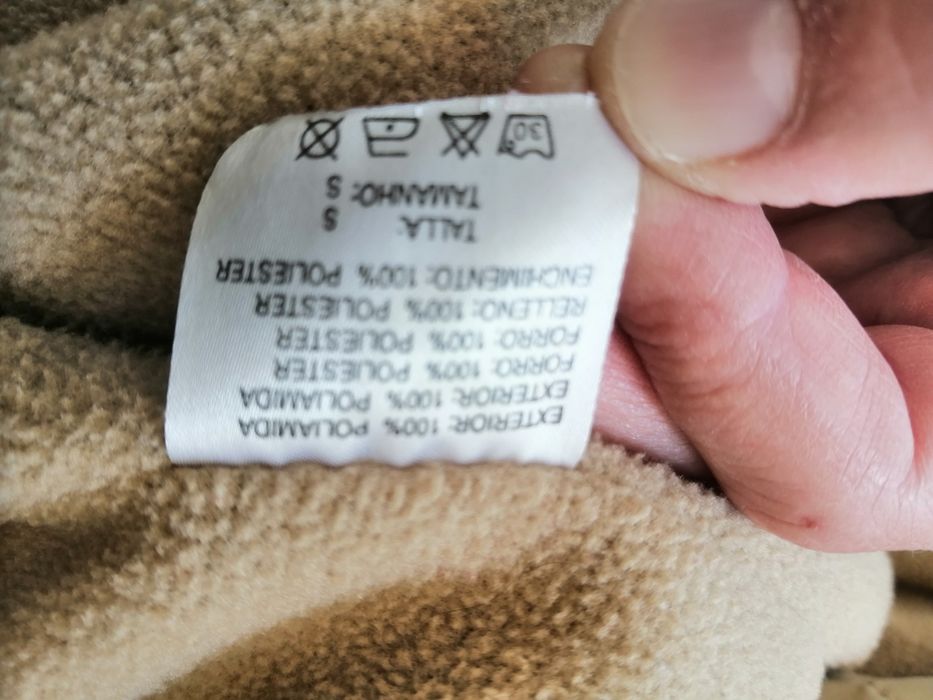 EXTERIOR: 100% POLIAMIDA
EXTERIOR: 100% POLIAMIDA
FORRO: 100% POLIESTER
FORRO: 100% POLIESTER
RELLENO: 100% POLIESTER
ENCHIMENTO: 100% POLIESTER
TALLA: S
TAMANHO: S
30